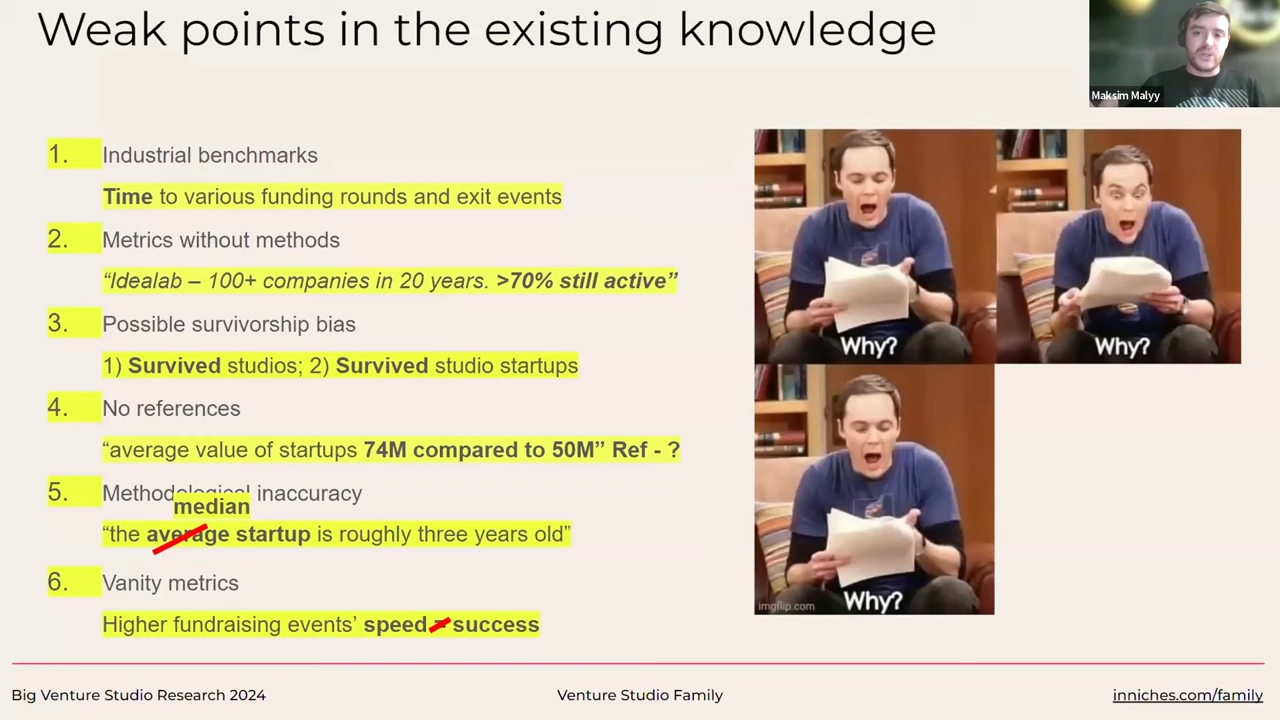 Weak points in the existing knowledge
Maksim Malyy
1. Industrial benchmarks
Time to various funding rounds and exit events
2. Metrics without methods
“Idealab – 100+ companies in 20 years. >70% still active”
3. Possible survivorship bias
1) Survived studios; 2) Survived studio startups
4. No references
“average value of startups 74M compared to 50M” Ref - ?
5. Methodological inaccuracy
median
“the average startup is roughly three years old”
6. Vanity metrics
Higher fundraising events’ speed = success
Why?
Why?
Why?
imgflip.com
Big Venture Studio Research 2024
Venture Studio Family
inniches.com/family